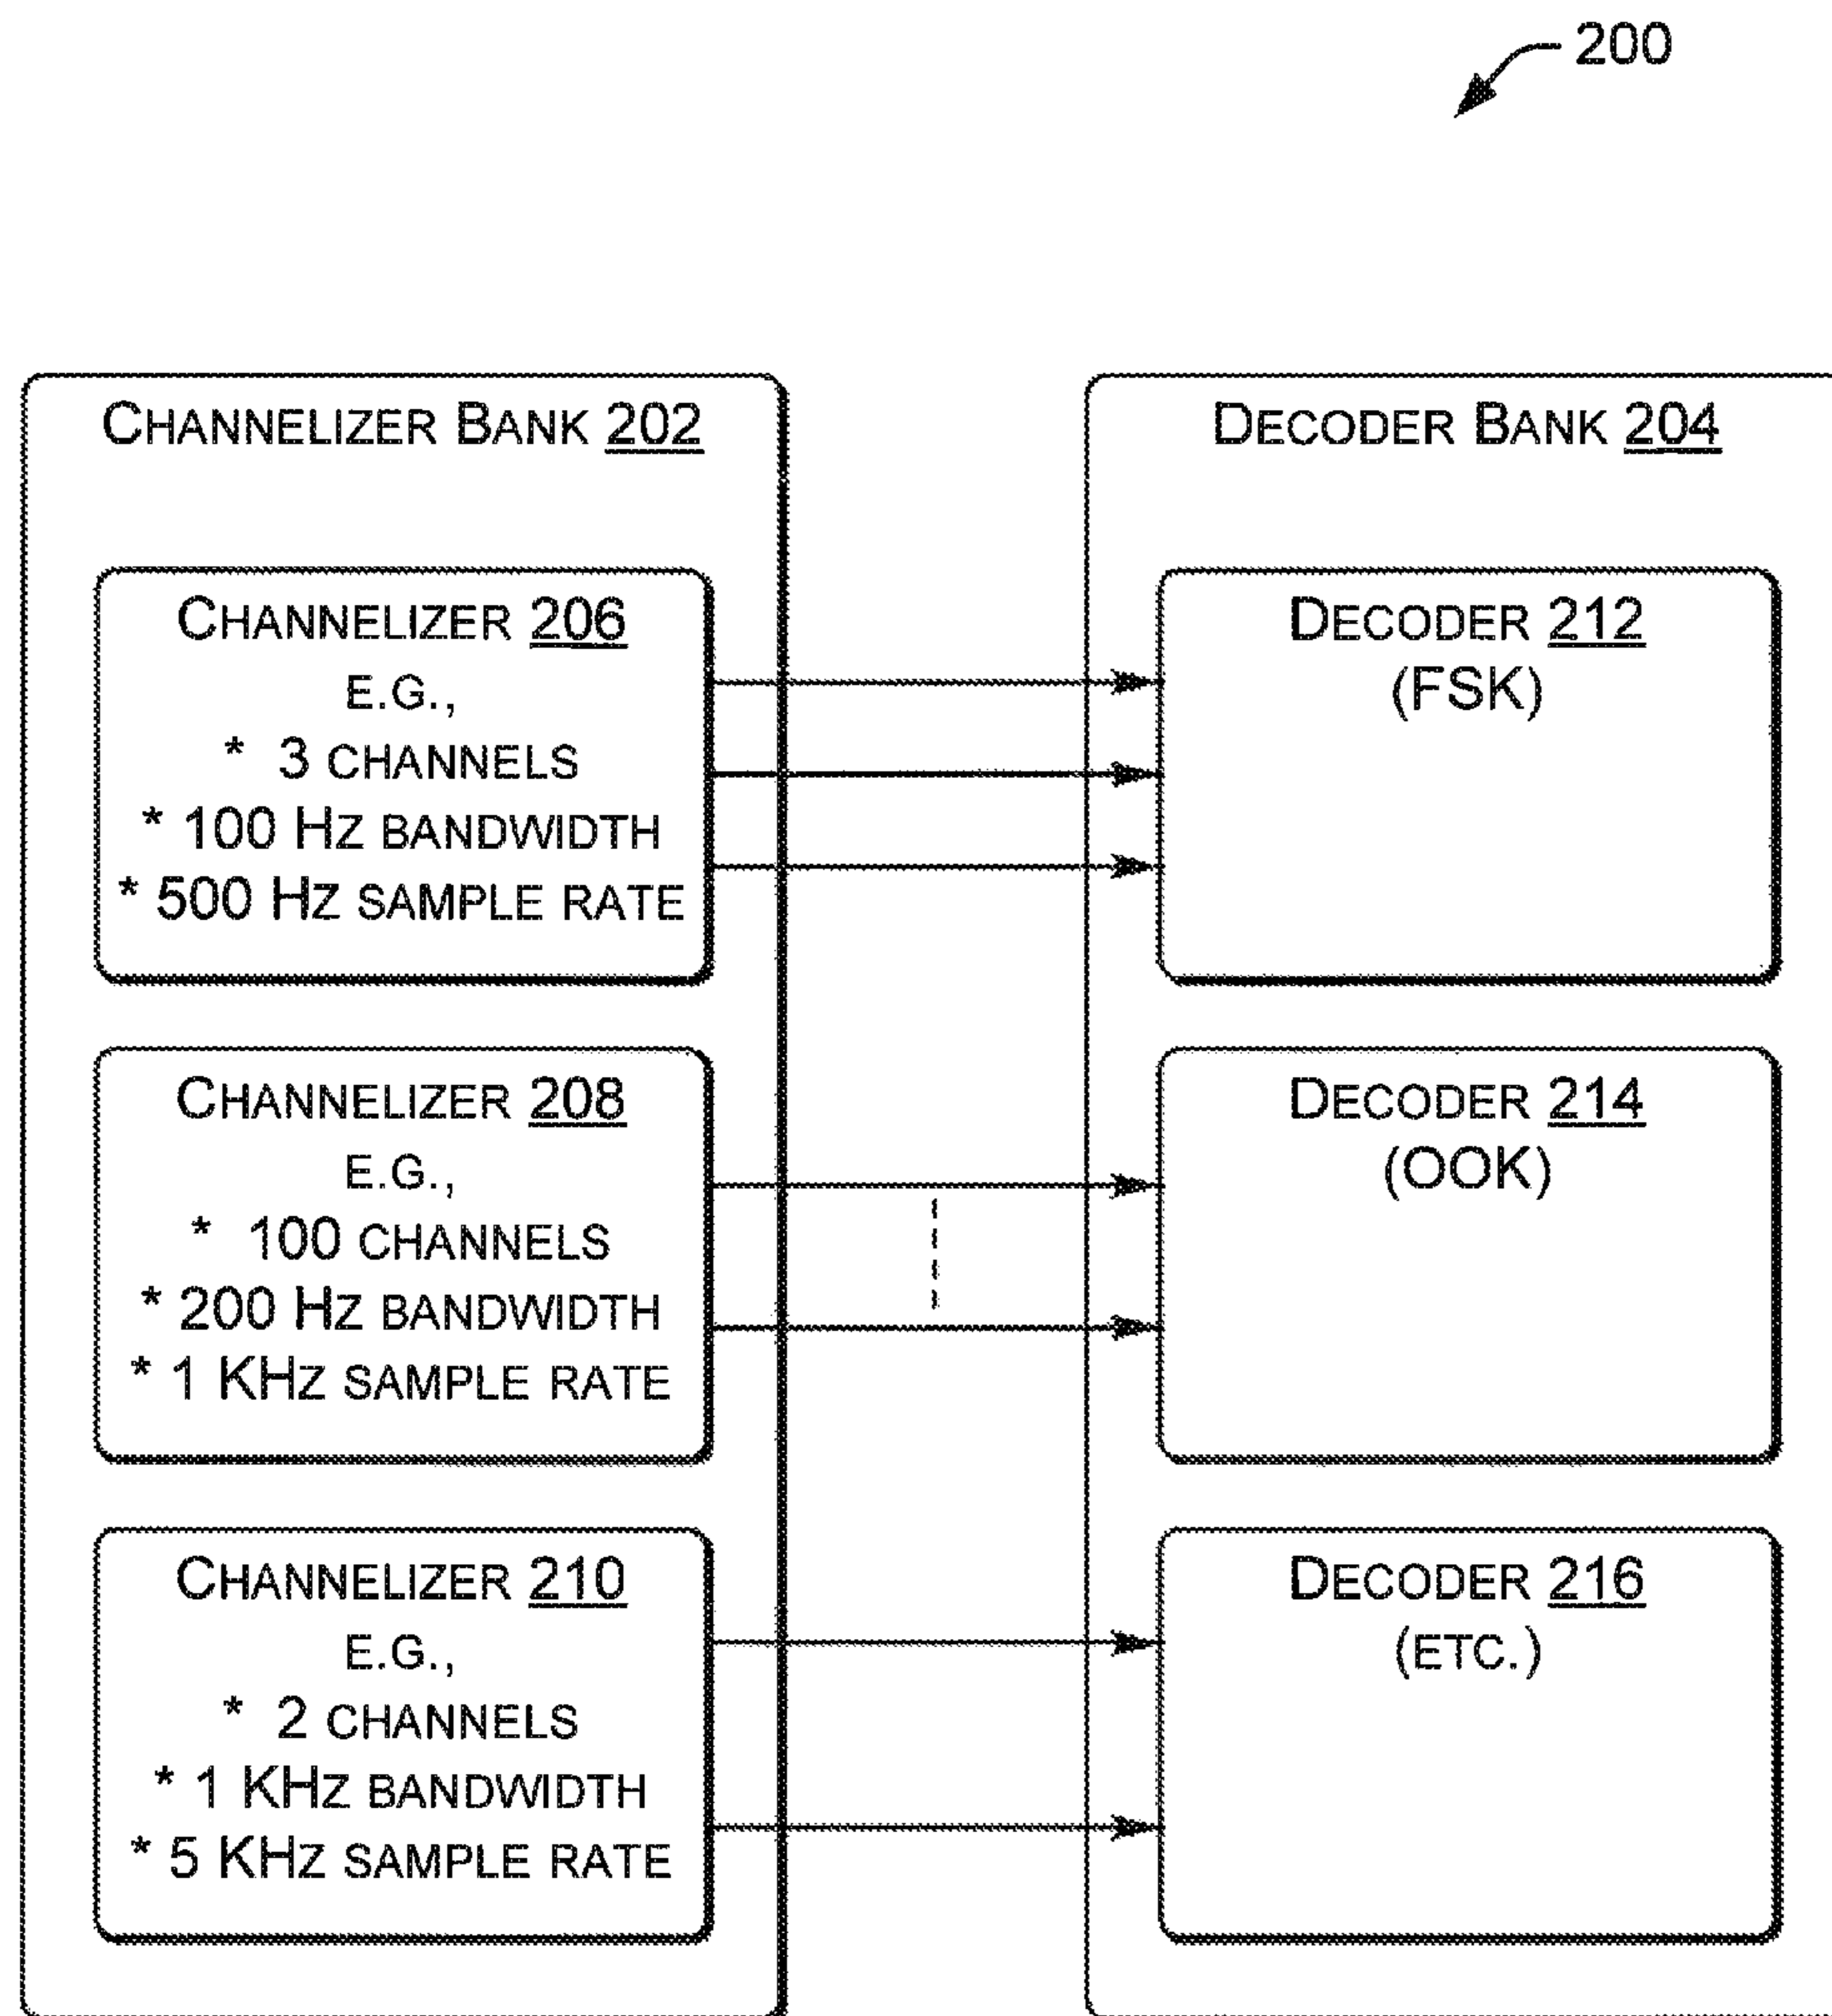 200
CHANNELIZER BANK 202
CHANNELIZER 206
E.G.,
* 3 CHANNELS
* 100 HZ BANDWIDTH
* 500 HZ SAMPLE RATE
CHANNELIZER 208
E.G.,
* 100 CHANNELS
* 200 HZ BANDWIDTH
* 1 KHZ SAMPLE RATE
CHANNELIZER 210
E.G.,
* 2 CHANNELS
* 1 KHZ BANDWIDTH
* 5 KHZ SAMPLE RATE
DECODER BANK 204
DECODER 212
(FSK)
DECODER 214
(OOK)
DECODER 216
(ETC.)